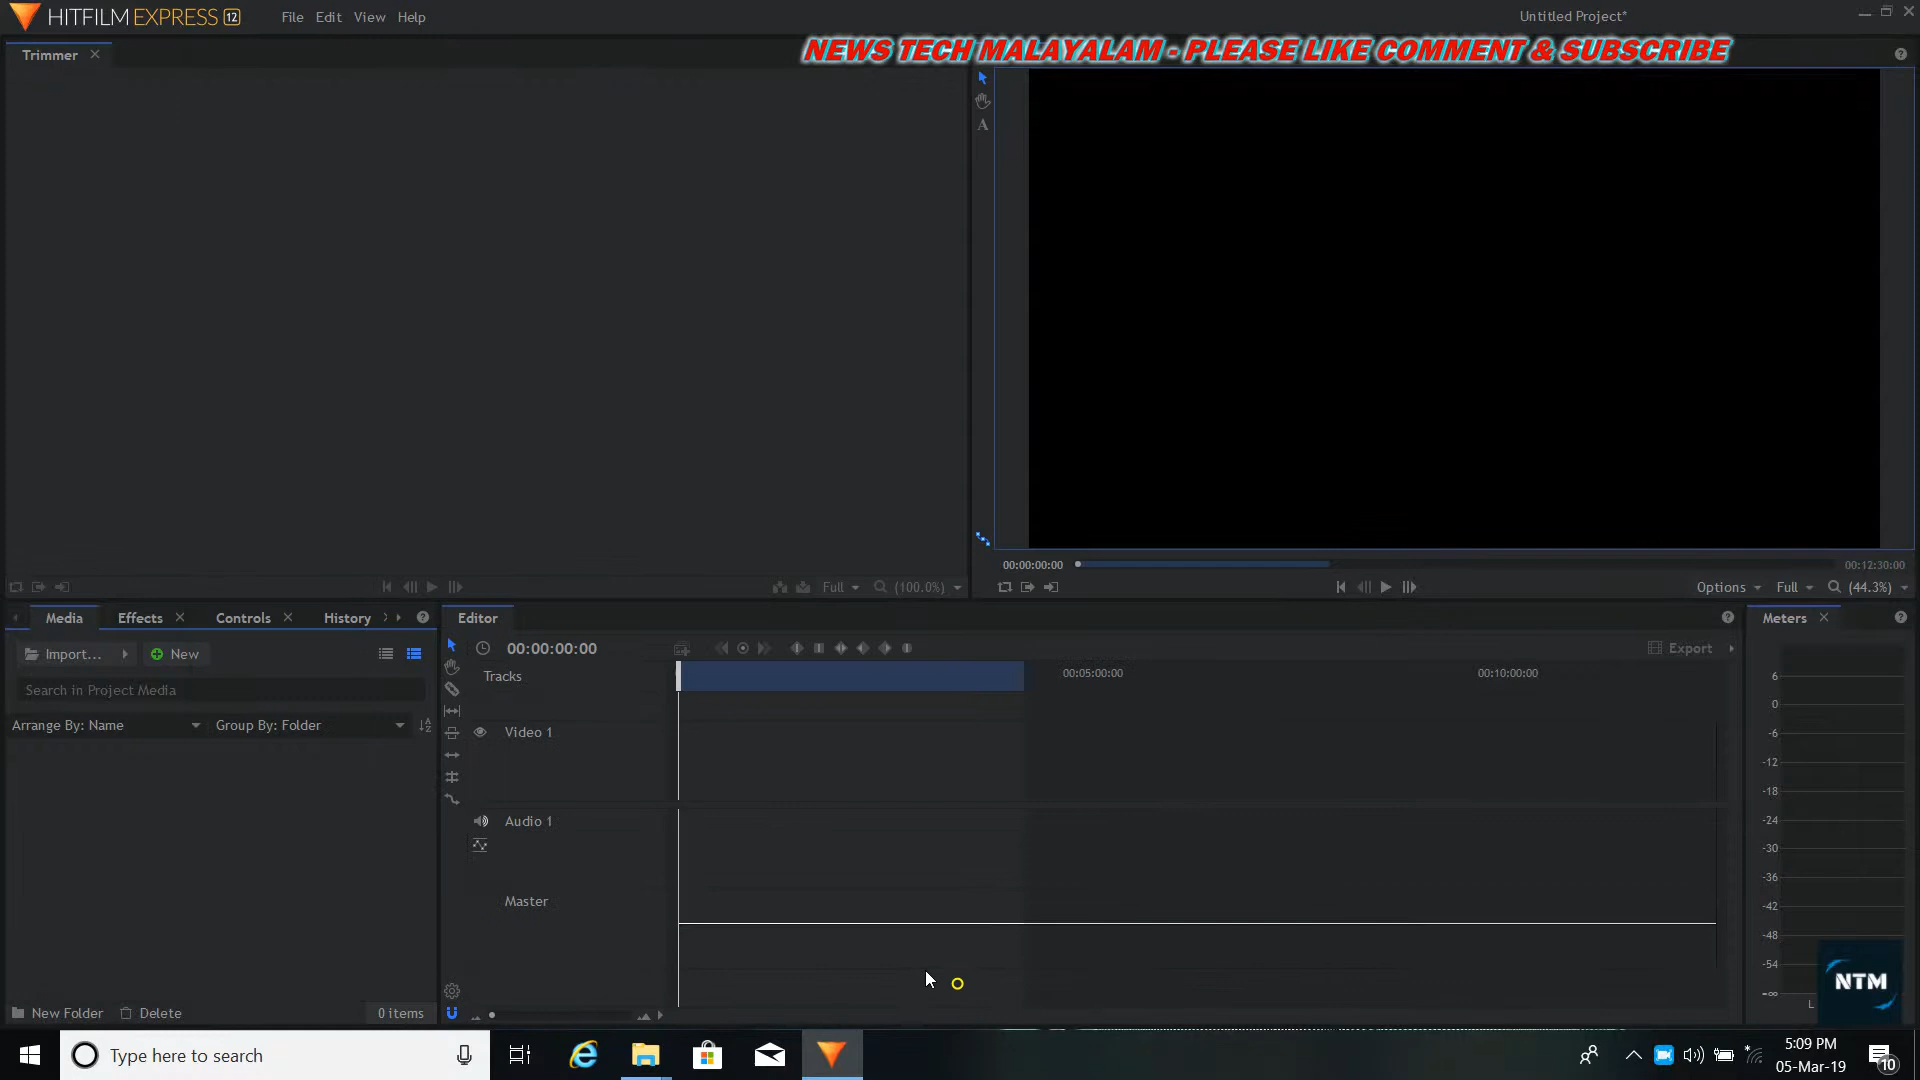 HITFILM EXPRESS 12 File Edit View Help Untitled Project*
Trimmer
NEWS TECH MALAYALAM - PLEASE LIKE COMMENT & SUBSCRIBE
A
00:00:00:00 00:12:30:00
Full (100.0%)
Options Full (44.3%)
Media Effects Controls History
Editor
Meters
Import... New
00:00:00:00
Export
Search in Project Media
Tracks
00:05:00:00 00:10:00:00
Arrange By: Name Group By: Folder
Video 1
Audio 1
Master
6
0
-6
-12
-18
-24
-30
-36
-42
-48
-54
-∞
L
NTM
New Folder Delete 0 items
Type here to search
5:09 PM
05-Mar-19
10